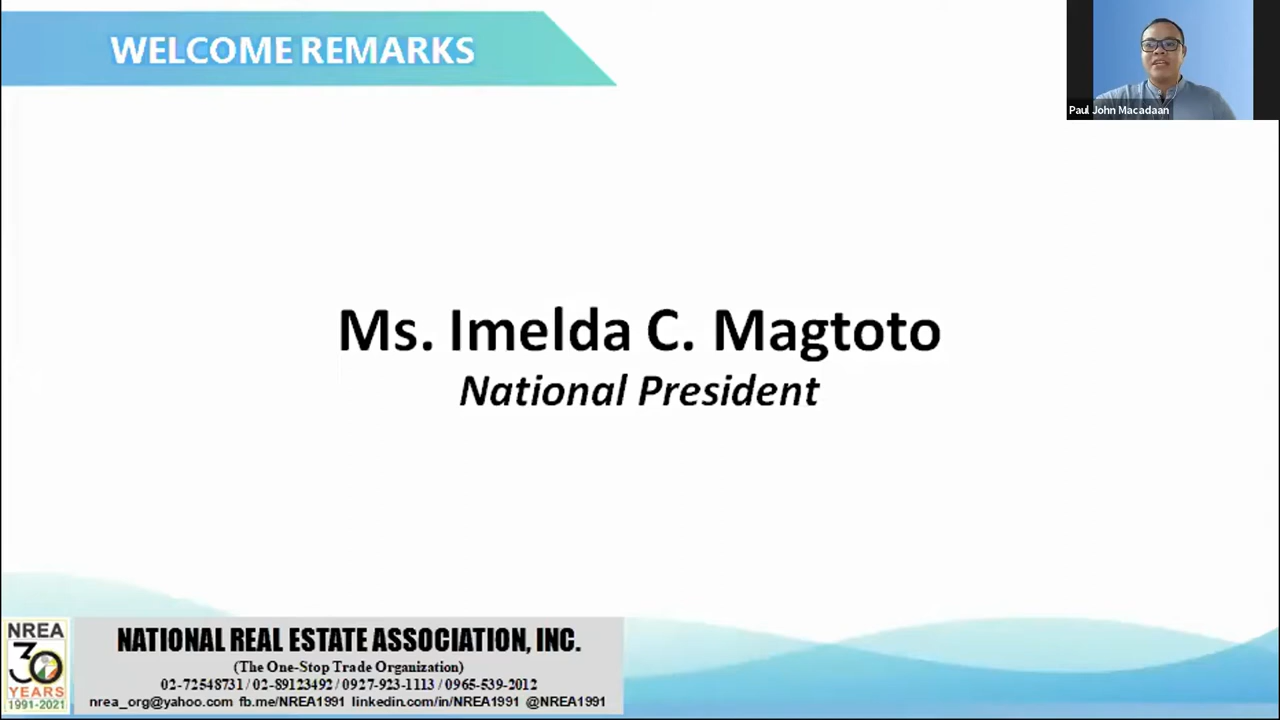 WELCOME REMARKS
Paul John Macadaan
Ms. Imelda C. Magtoto
National President
NREA
30
YEARS
1991-2021
NATIONAL REAL ESTATE ASSOCIATION, INC.
(The One-Stop Trade Organization)
02-72548731 / 02-89123492 / 0927-923-1113 / 0965-539-2012
nrea_org@yahoo.com fb.me/NREA1991 linkedin.com/in/NREA1991 @NREA1991